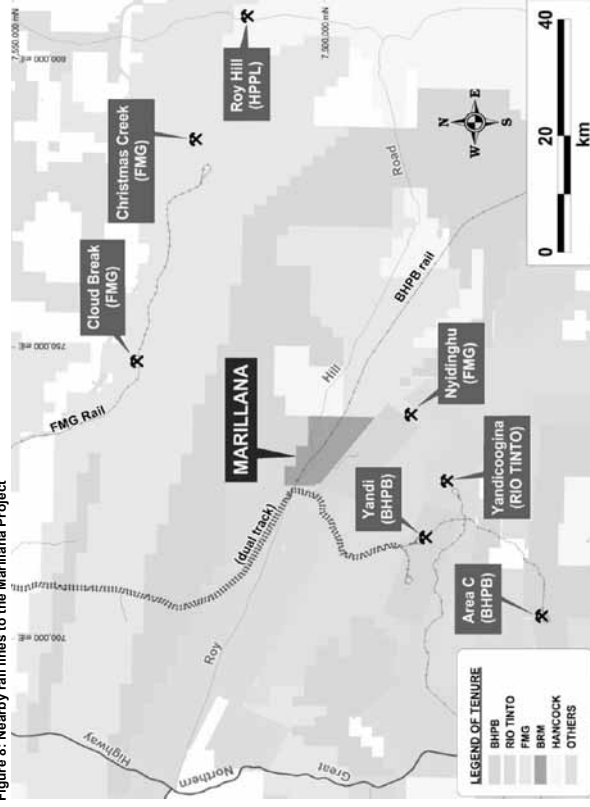 Figure 8: Nearby rail lines to the Marillana Project
7,550,000 mN
7,500,000 mN
800,000 mE
750,000 mE
700,000 mE
Roy Hill
(HPPL)
Christmas Creek
(FMG)
Cloud Break
(FMG)
FMG Rail
MARILLANA
(dual track)
Roy
Hill
Road
BHPB rail
Nyidinghu
(FMG)
Yandicoogina
(RIO TINTO)
Yandi
(BHPB)
Area C
(BHPB)
Great
Northern
Highway
N
E
S
W
0
20
40
km
LEGEND OF TENURE
BHPB
RIO TINTO
FMG
BRM
HANCOCK
OTHERS